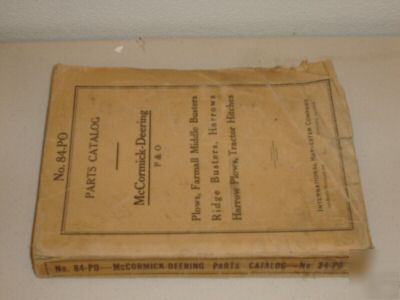 No. 84-PO
PARTS CATALOG
McCormick-Deering
P & O
Plows, Farmall Middle Busters
Ridge Busters, Harrows
Harrow Plows, Tractor Hitches
INTERNATIONAL HARVESTER COMPANY
No. 84-PO — McCORMICK-DEERING PARTS CATALOG — No. 84-PO